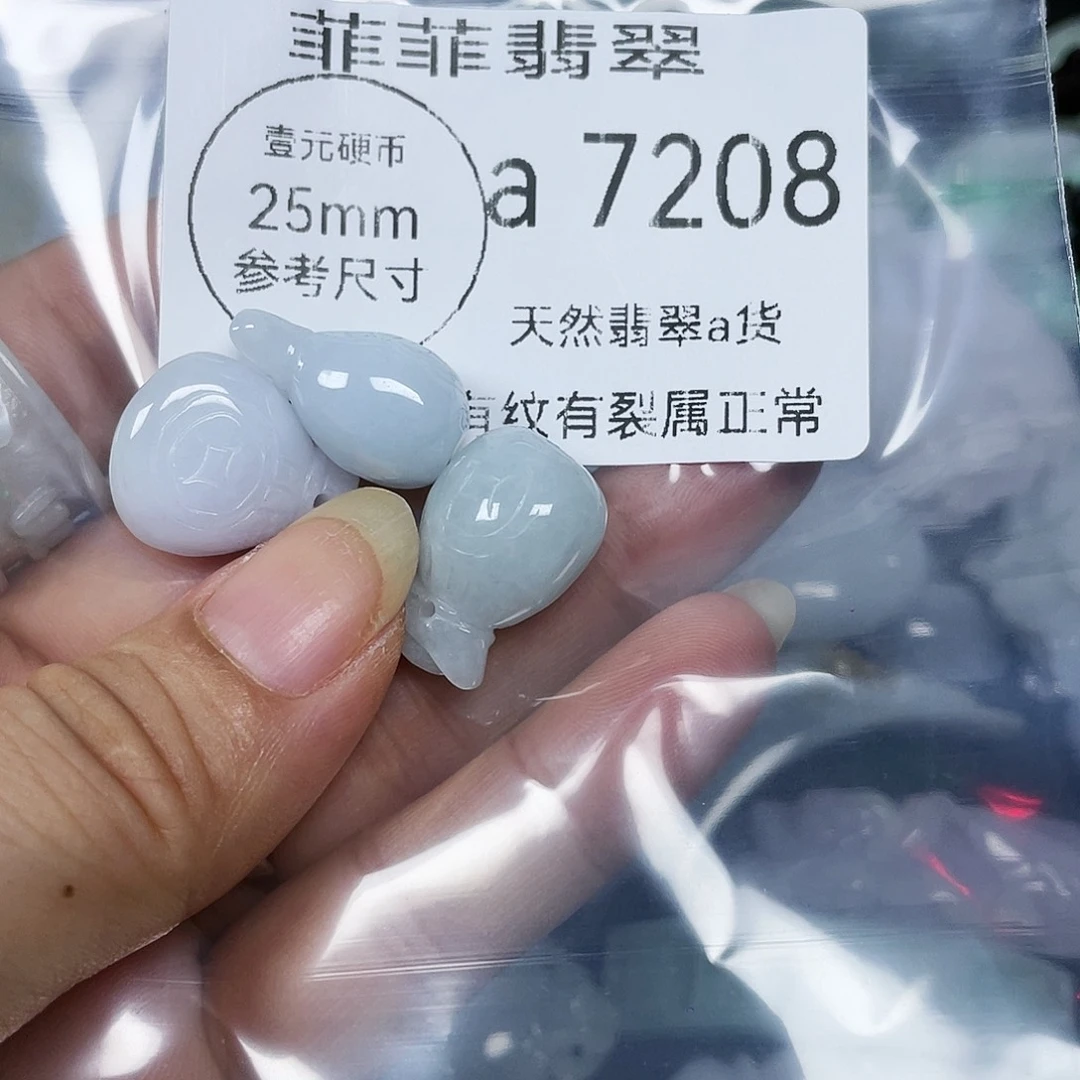 菲菲翡翠
壹元硬币
25mm
参考尺寸
a 7208
天然翡翠a货
有纹有裂属正常